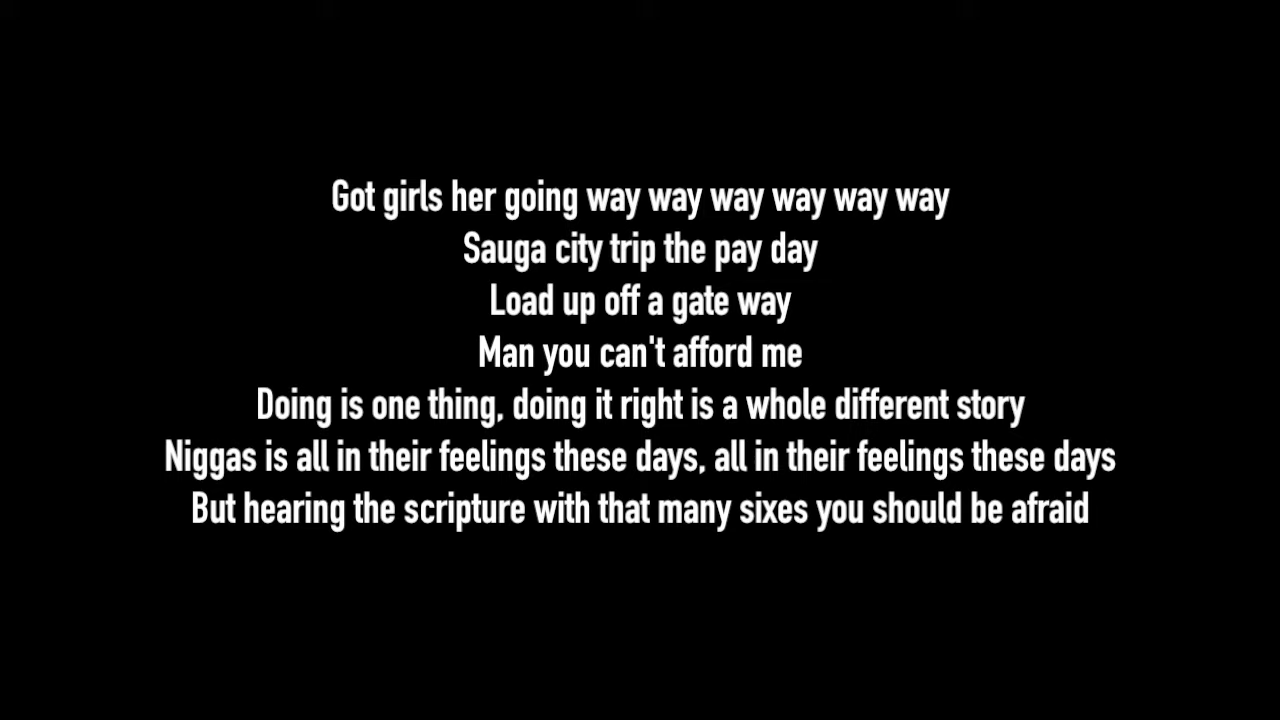 Got girls her going way way way way way way
Sauga city trip the pay day
Load up off a gate way
Man you can't afford me
Doing is one thing, doing it right is a whole different story
Niggas is all in their feelings these days, all in their feelings these days
But hearing the scripture with that many sixes you should be afraid